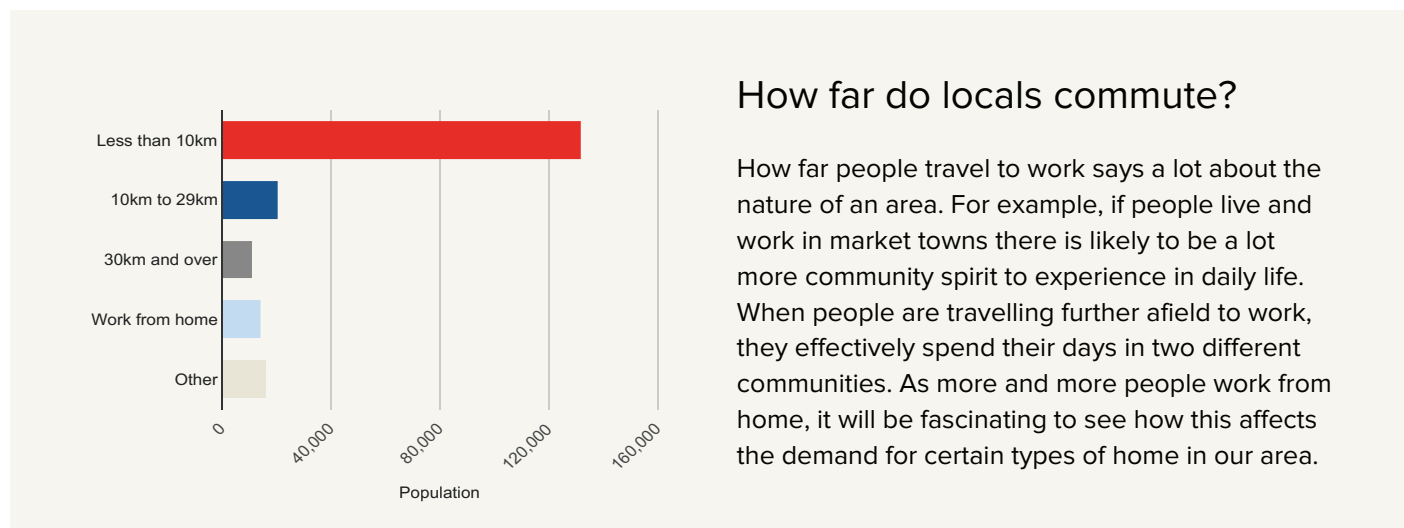 Less than 10km
10km to 29km
30km and over
Work from home
Other
0
40,000
80,000
120,000
160,000
Population
How far do locals commute?
How far people travel to work says a lot about the
nature of an area. For example, if people live and
work in market towns there is likely to be a lot
more community spirit to experience in daily life.
When people are travelling further afield to work,
they effectively spend their days in two different
communities. As more and more people work from
home, it will be fascinating to see how this affects
the demand for certain types of home in our area.